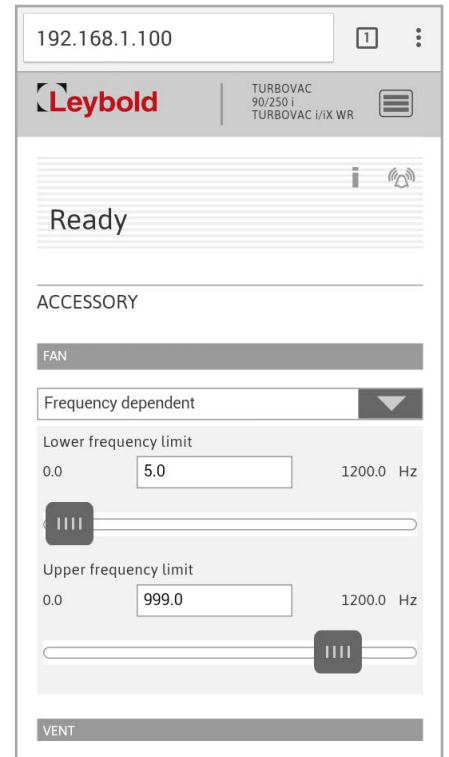 192.168.1.100
1
Leybold
TURBOVAC
90/250 i
TURBOVAC i/iX WR
i
Ready
ACCESSORY
FAN
Frequency dependent
Lower frequency limit
0.0 5.0 1200.0 Hz
Upper frequency limit
0.0 999.0 1200.0 Hz
VENT